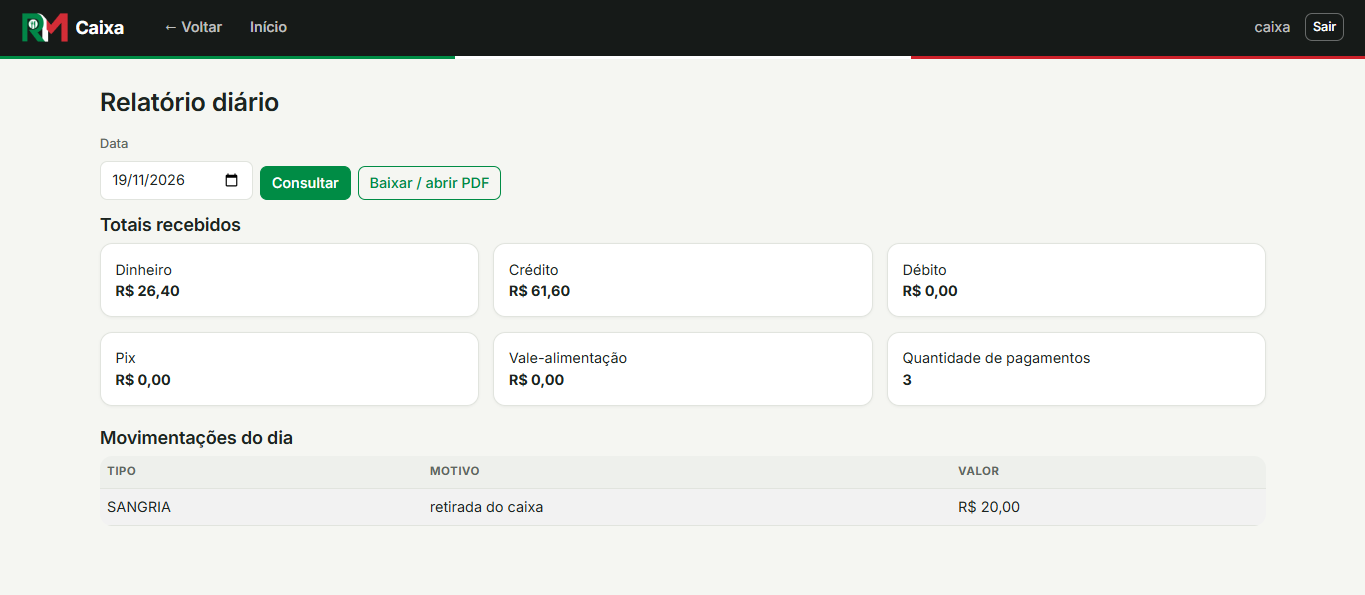 RM Caixa ← Voltar Início caixa Sair
Relatório diário
Data
19/11/2026 Consultar Baixar / abrir PDF
Totais recebidos
Dinheiro Crédito Débito
R$ 26,40 R$ 61,60 R$ 0,00
Pix Vale-alimentação Quantidade de pagamentos
R$ 0,00 R$ 0,00 3
Movimentações do dia
TIPO MOTIVO VALOR
SANGRIA retirada do caixa R$ 20,00